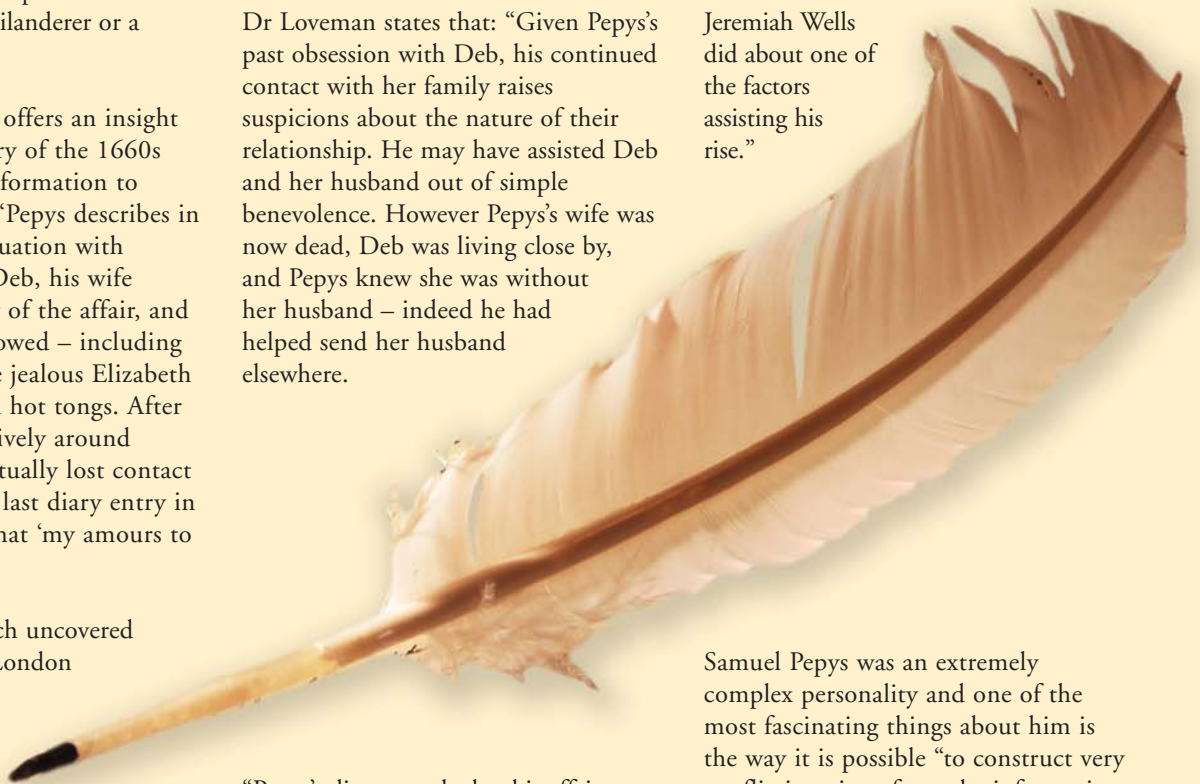 ilanderer or a
offers an insight
ry of the 1660s
formation to
‘Pepys describes in
uation with
Deb, his wife
of the affair, and
owed – including
jealous Elizabeth
hot tongs. After
ively around
tually lost contact
last diary entry in
hat ‘my amours to
ch uncovered
London
Dr Loveman states that: “Given Pepys’s
past obsession with Deb, his continued
contact with her family raises
suspicions about the nature of their
relationship. He may have assisted Deb
and her husband out of simple
benevolence. However Pepys’s wife was
now dead, Deb was living close by,
and Pepys knew she was without
her husband – indeed he had
helped send her husband
elsewhere.
Jeremiah Wells
did about one of
the factors
assisting his
rise.”
Samuel Pepys was an extremely
complex personality and one of the
most fascinating things about him is
the way it is possible “to construct very